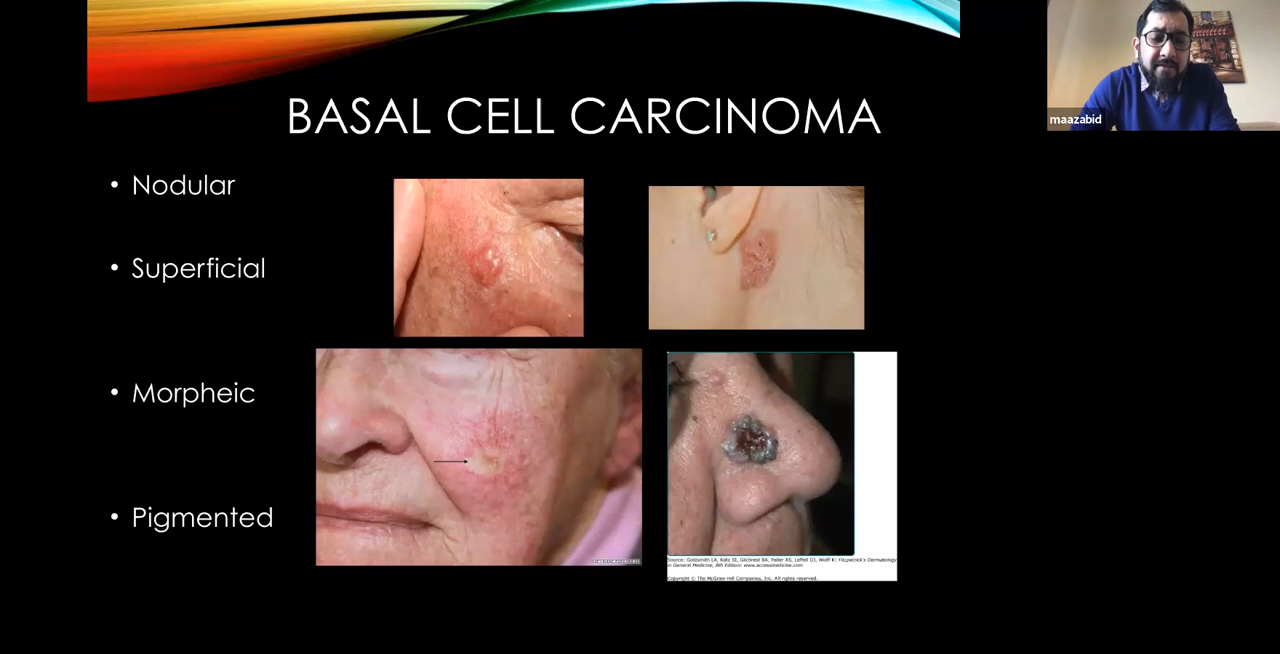 BASAL CELL CARCINOMA
maazabid
• Nodular
• Superficial
• Morpheic
• Pigmented
Source: Goldsmith LA, Katz SI, Gilchrest BA, Paller AS, Leffell DJ, Wolff K: Fitzpatrick's Dermatology
in General Medicine, 8th Edition: www.accessmedicine.com
Copyright © The McGraw-Hill Companies, Inc. All rights reserved.